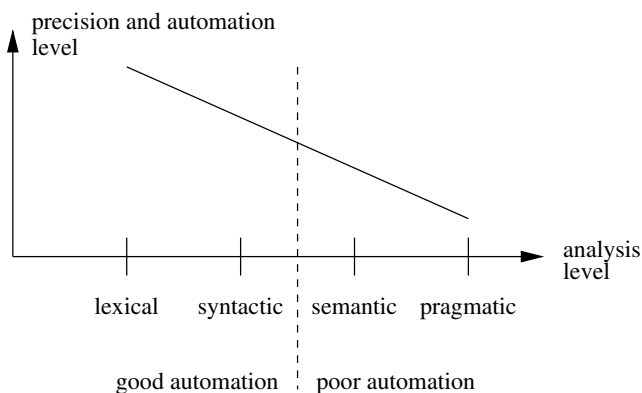 precision and automation
level
analysis
level
lexical
syntactic
semantic
pragmatic
good automation
poor automation